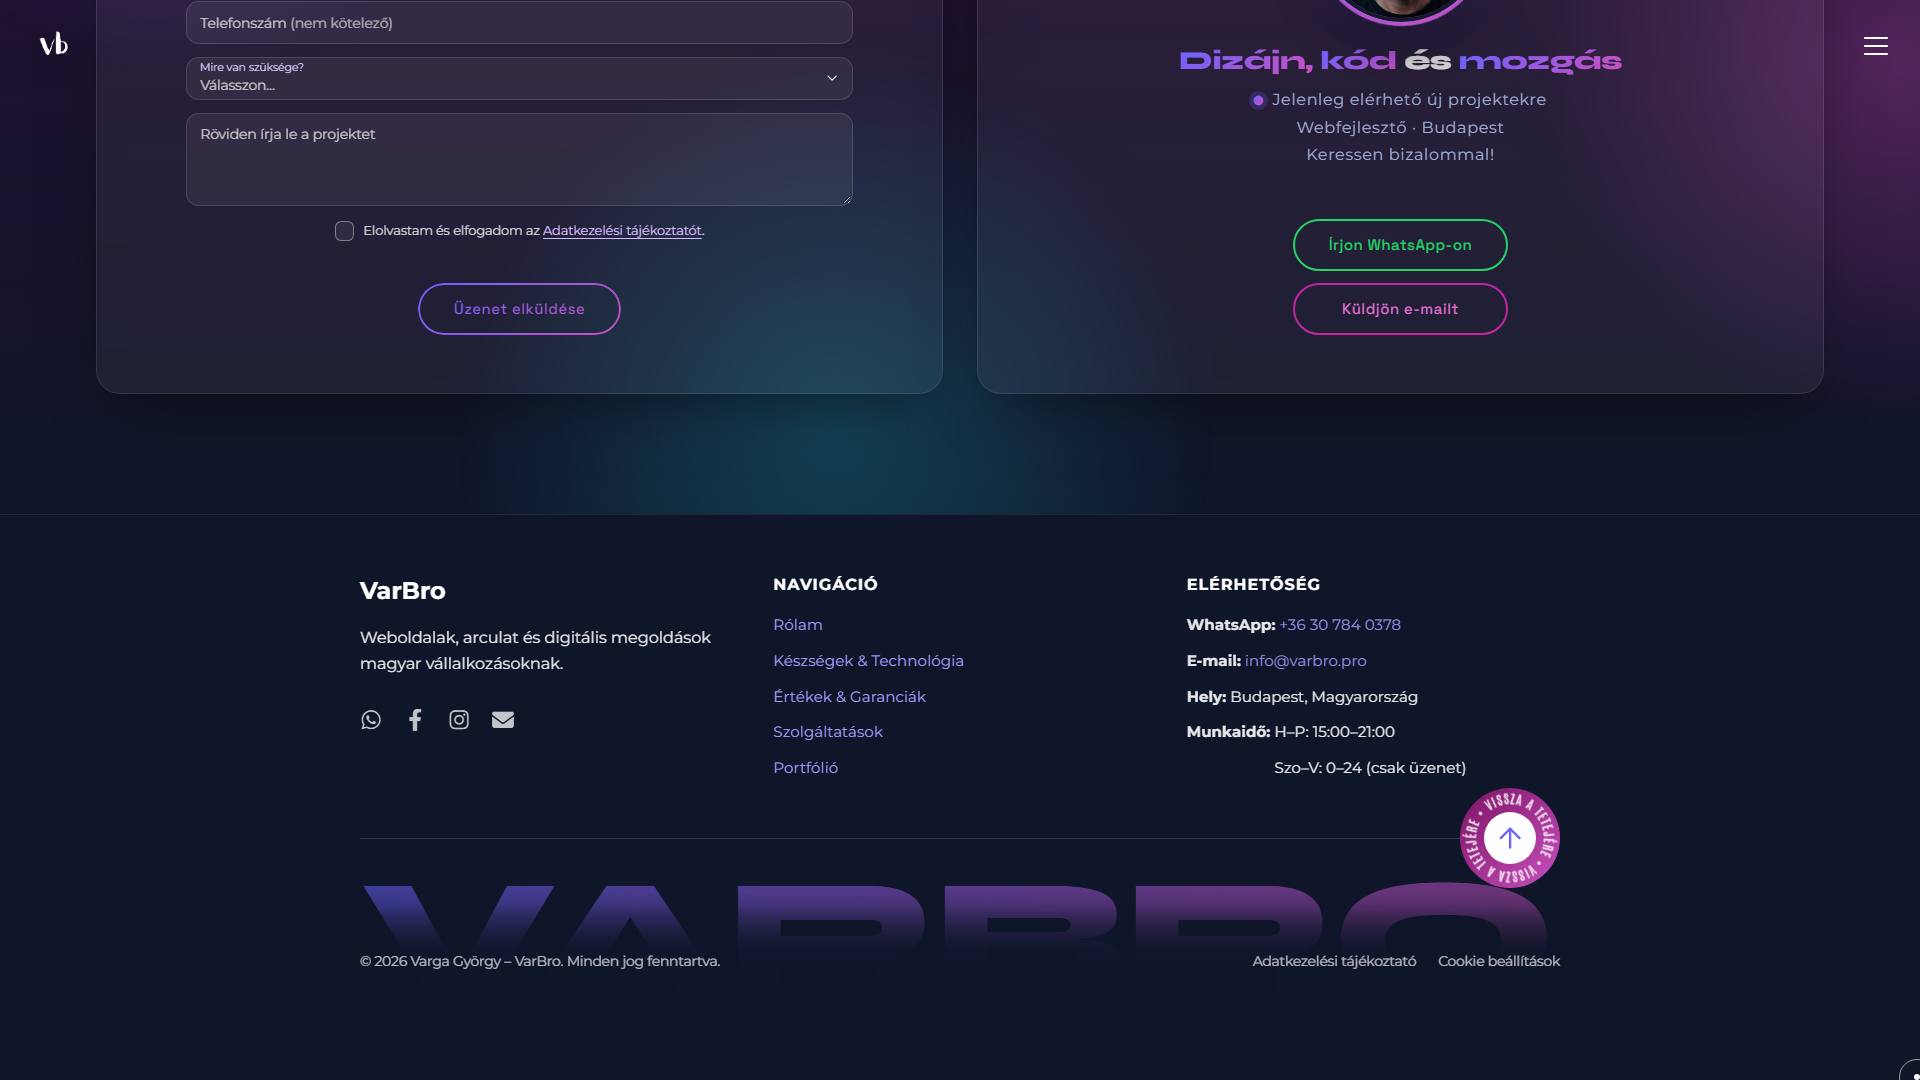 vb
Telefonszám (nem kötelező)
Mire van szüksége?
Válasszon...
Röviden írja le a projektet
Elolvastam és elfogadom az Adatkezelési tájékoztatót.
Üzenet elküldése
Dizájn, kód és mozgás
Jelenleg elérhető új projektekre
Webfejlesztő · Budapest
Keressen bizalommal!
Írjon WhatsApp-on
Küldjön e-mailt
VarBro
Weboldalak, arculat és digitális megoldások
magyar vállalkozásoknak.
NAVIGÁCIÓ
Rólam
Készségek & Technológia
Értékek & Garanciák
Szolgáltatások
Portfólió
ELÉRHETŐSÉG
WhatsApp: +36 30 784 0378
E-mail: info@varbro.pro
Hely: Budapest, Magyarország
Munkaidő: H–P: 15:00–21:00
Szo–V: 0–24 (csak üzenet)
VISSZA A TETEJÉRE • VISSZA A TETEJÉRE •
VARBRO
© 2026 Varga György – VarBro. Minden jog fenntartva.
Adatkezelési tájékoztató
Cookie beállítások